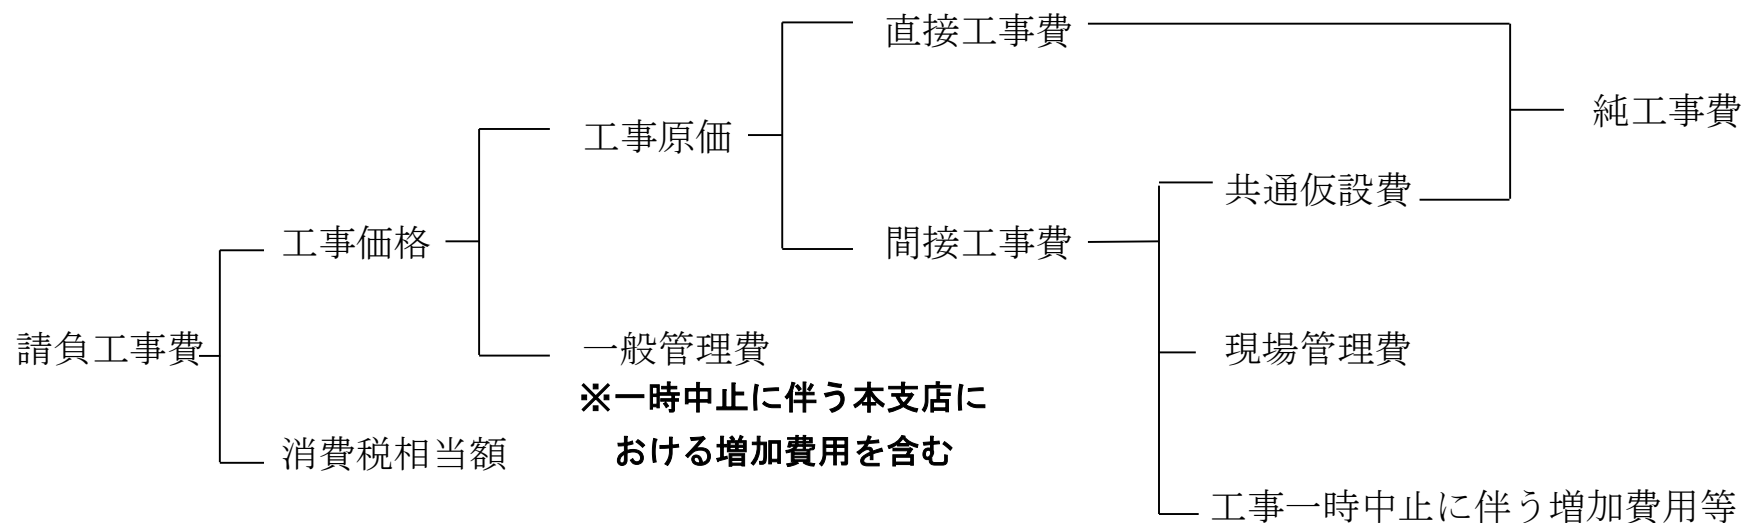 直接工事費
純工事費
工事原価
共通仮設費
工事価格
間接工事費
請負工事費
一般管理費
現場管理費
※一時中止に伴う本支店に
おける増加費用を含む
消費税相当額
工事一時中止に伴う増加費用等